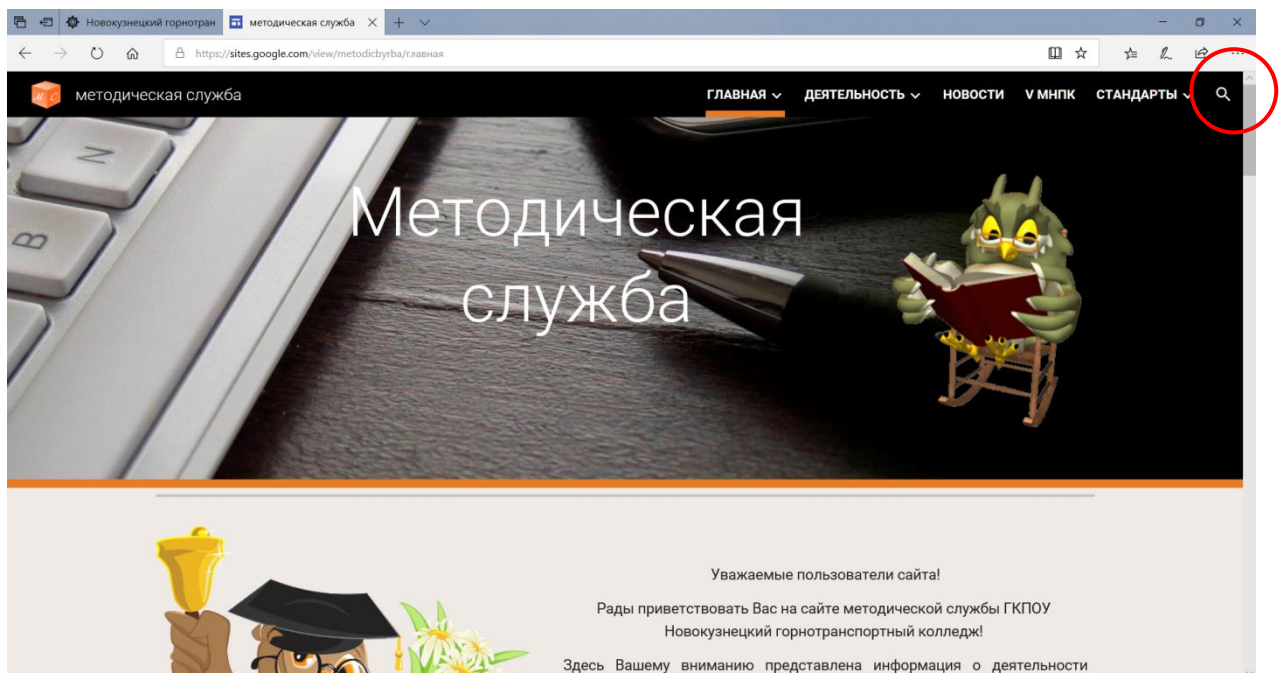 Новокузнецкий горнотран
методическая служба
https://sites.google.com/view/metodicbyrba/главная
М С
методическая служба
ГЛАВНАЯ
ДЕЯТЕЛЬНОСТЬ
НОВОСТИ
V МНПК
СТАНДАРТЫ
N
B
Методическая
служба
Уважаемые пользователи сайта!
Рады приветствовать Вас на сайте методической службы ГКПОУ
Новокузнецкий горнотранспортный колледж!
Здесь Вашему вниманию представлена информация о деятельности